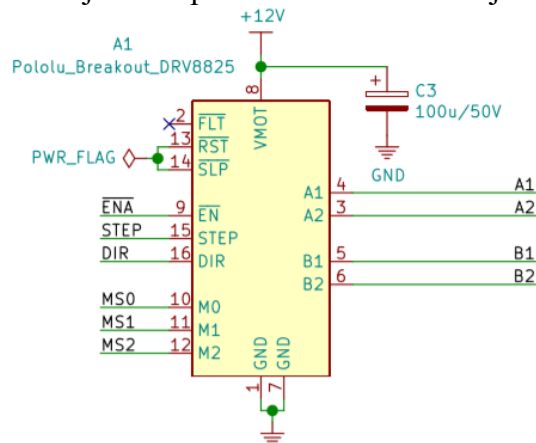 +12V
A1
Pololu_Breakout_DRV8825
8
VMOT
+
C3
100u/50V
GND
2 FLT
13 RST
PWR_FLAG
14 SLP
A1 4 A1
A2 3 A2
ENA 9 EN
STEP 15 STEP
DIR 16 DIR
B1 5 B1
B2 6 B2
MS0 10 M0
MS1 11 M1
MS2 12 M2
GND GND
1 7